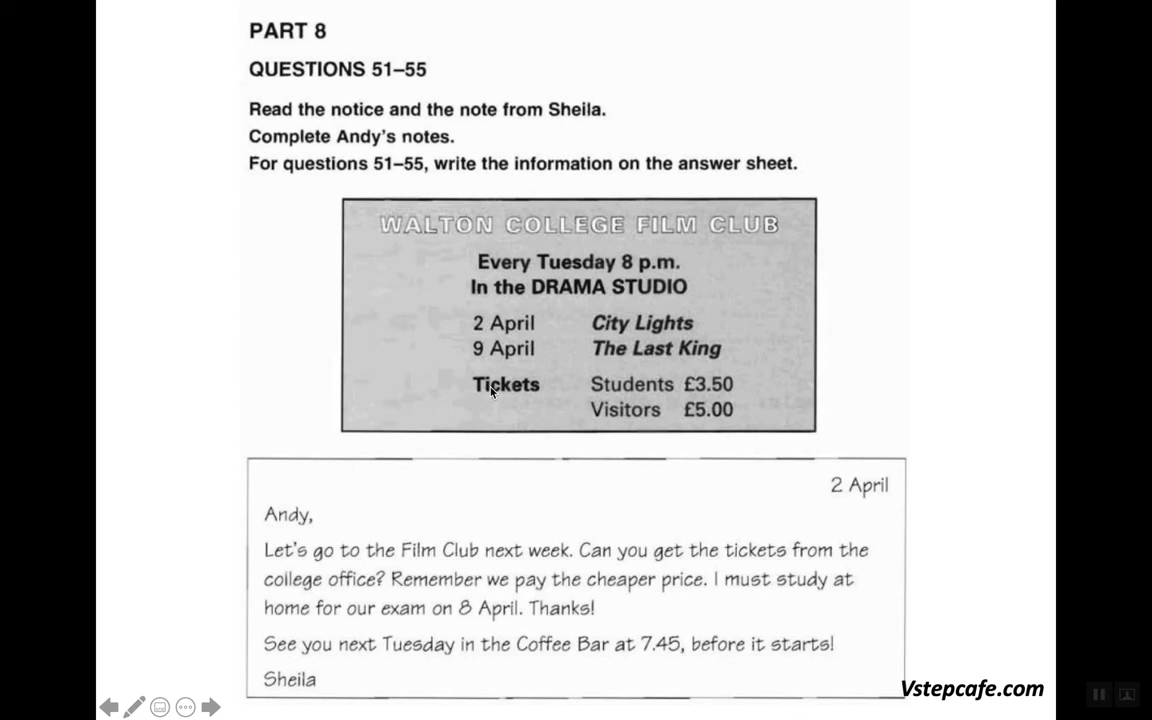 PART 8
QUESTIONS 51–55
Read the notice and the note from Sheila.
Complete Andy's notes.
For questions 51–55, write the information on the answer sheet.
WALTON COLLEGE FILM CLUB
Every Tuesday 8 p.m.
In the DRAMA STUDIO
2 April City Lights
9 April The Last King
Tickets Students £3.50
Visitors £5.00
2 April
Andy,
Let's go to the Film Club next week. Can you get the tickets from the
college office? Remember we pay the cheaper price. I must study at
home for our exam on 8 April. Thanks!
See you next Tuesday in the Coffee Bar at 7.45, before it starts!
Sheila
Vstepcafe.com